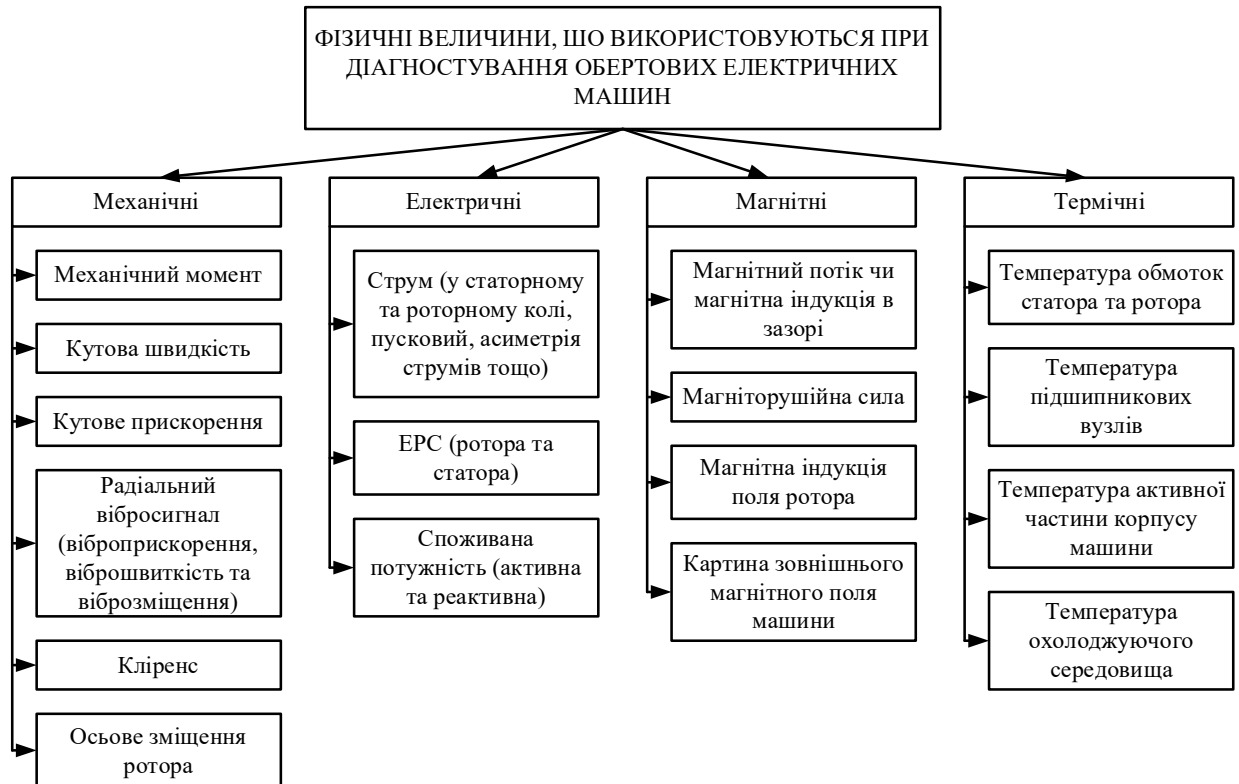 ФІЗИЧНІ ВЕЛИЧИНИ, ШО ВИКОРИСТОВУЮТЬСЯ ПРИ
ДІАГНОСТУВАННЯ ОБЕРТОВИХ ЕЛЕКТРИЧНИХ
МАШИН
Механічні
Механічний момент
Кутова швидкість
Кутове прискорення
Радіальний
вібросигнал
(віброприскорення,
віброшвиткість та
віброзміщення)
Кліренс
Осьове зміщення
ротора
Електричні
Струм (у статорному
та роторному колі,
пусковий, асиметрія
струмів тощо)
ЕРС (ротора та
статора)
Споживана
потужність (активна
та реактивна)
Магнітні
Магнітний потік чи
магнітна індукція в
зазорі
Магніторушійна сила
Магнітна індукція
поля ротора
Картина зовнішнього
магнітного поля
машини
Термічні
Температура обмоток
статора та ротора
Температура
підшипникових
вузлів
Температура активної
частини корпусу
машини
Температура
охолоджуючого
середовища